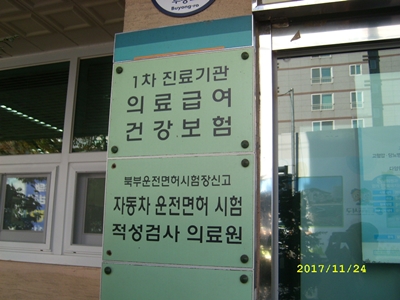 Buyong-ro
1차 진료기관
의료급여
건강보험
북부운전면허시험장신고
자동차 운전면허 시험
적성검사 의료원
2017/11/24